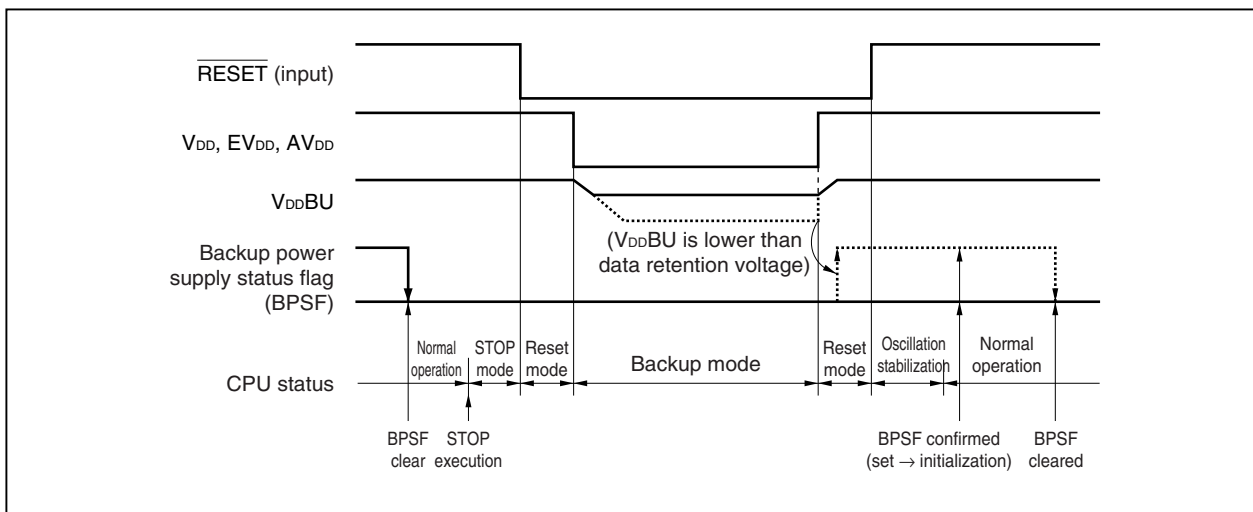 RESET (input)
VDD, EVDD, AVDD
VDDBU
(VDDBU is lower than
data retention voltage)
Backup power
supply status flag
(BPSF)
Normal
operation
STOP
mode
Reset
mode
Backup mode
Reset
mode
Oscillation
stabilization
Normal
operation
CPU status
BPSF
clear
STOP
execution
BPSF confirmed
(set → initialization)
BPSF
cleared